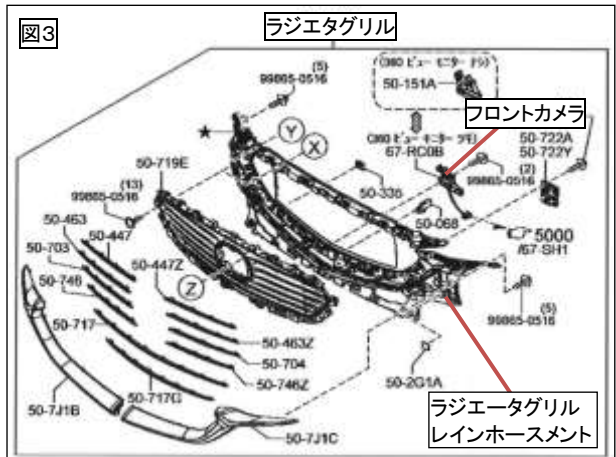 図3
ラジエタグリル
(360 ビュー モニター ナシ)
50-151A
(5)
99865-0516
フロントカメラ
★
Y
X
(360 ビュー モニター ツキ)
67-RC0B
50-722A
50-722Y
50-719E
(2)
99865-0516
50-335
(13)
99865-0516
50-463
50-447
50-703
50-068
5000
/67-SH1
50-746
50-447Z
Z
50-717
(5)
99865-0516
50-463Z
50-704
50-746Z
50-2G1A
50-717G
50-7J1B
50-7J1C
ラジエータグリル
レインホースメント